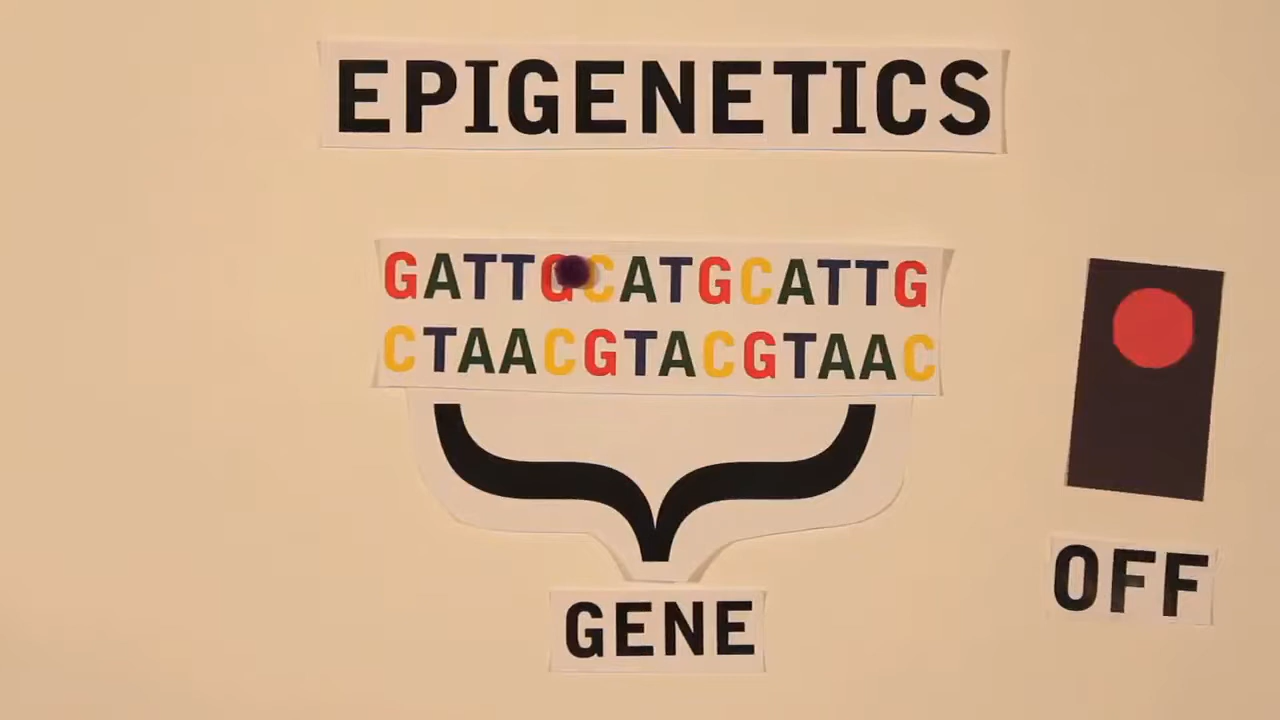 EPIGENETICS
GATTGCATGCATTG
CTAACGTACGTAAC
GENE
OFF